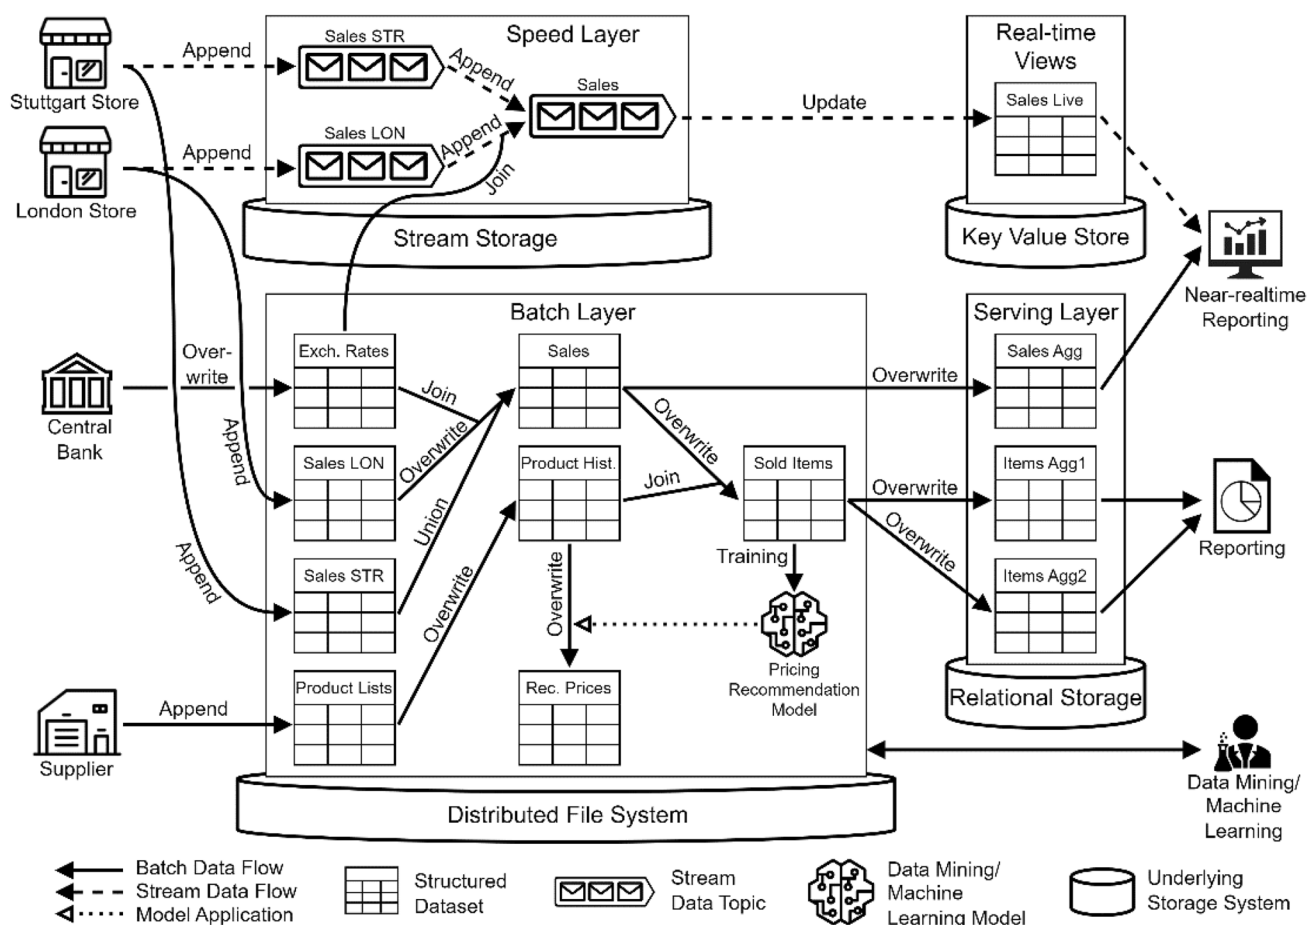 Stuttgart Store
London Store
Append
Append
Sales STR
Sales LON
Append
Append
Join
Speed Layer
Sales
Stream Storage
Update
Real-time
Views
Sales Live
Key Value Store
Near-realtime
Reporting
Central
Bank
Over-
write
Append
Append
Batch Layer
Exch. Rates
Sales LON
Sales STR
Product Lists
Join
Overwrite
Union
Overwrite
Sales
Product Hist.
Overwrite
Rec. Prices
Overwrite
Join
Sold Items
Training
Pricing
Recommendation
Model
Overwrite
Overwrite
Overwrite
Serving Layer
Sales Agg
Items Agg1
Items Agg2
Relational Storage
Reporting
Supplier
Append
Distributed File System
Data Mining/
Machine
Learning
Batch Data Flow
Stream Data Flow
Model Application
Structured
Dataset
Stream
Data Topic
Data Mining/
Machine
Learning Model
Underlying
Storage System